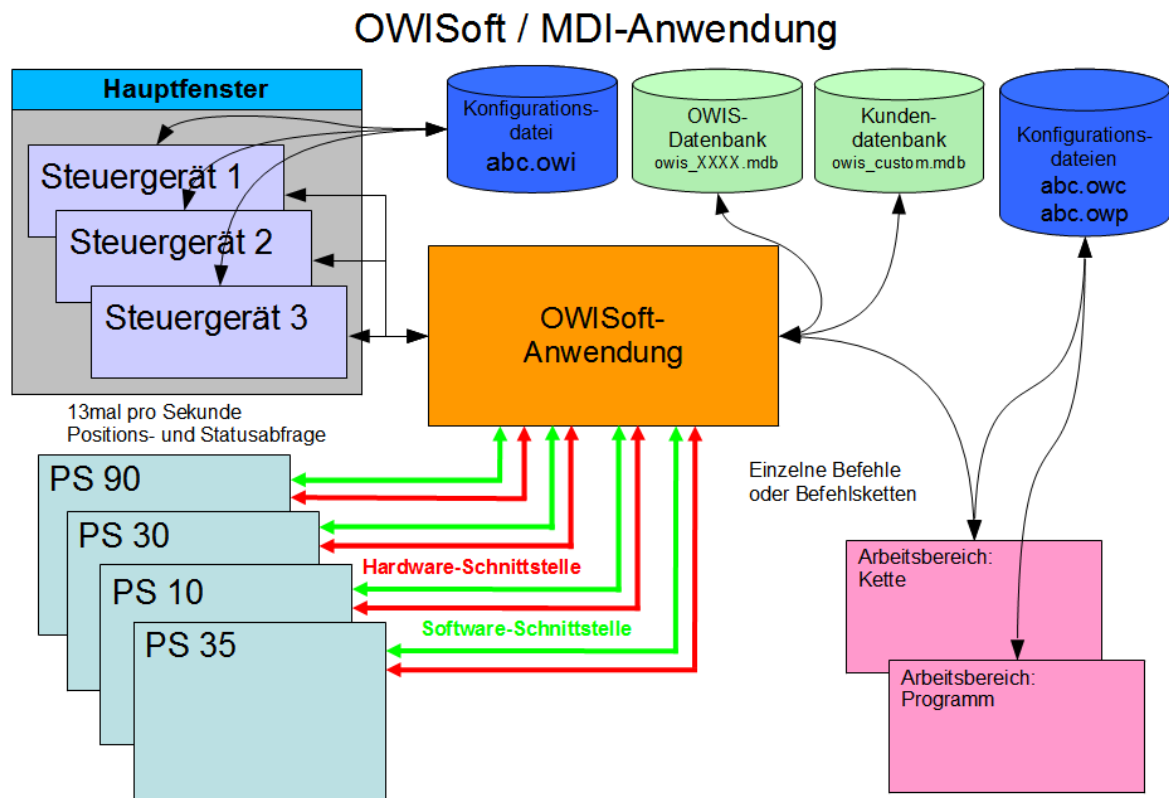 OWISoft / MDI-Anwendung
Hauptfenster
Steuergerät 1
Steuergerät 2
Steuergerät 3
Konfigurations-
datei
abc.owi
OWIS-
Datenbank
owis_XXXX.mdb
Kunden-
datenbank
owis_custom.mdb
Konfigurations-
dateien
abc.owc
abc.owp
OWISoft-
Anwendung
13mal pro Sekunde
Positions- und Statusabfrage
PS 90
PS 30
PS 10
PS 35
Hardware-Schnittstelle
Software-Schnittstelle
Einzelne Befehle
oder Befehlsketten
Arbeitsbereich:
Kette
Arbeitsbereich:
Programm